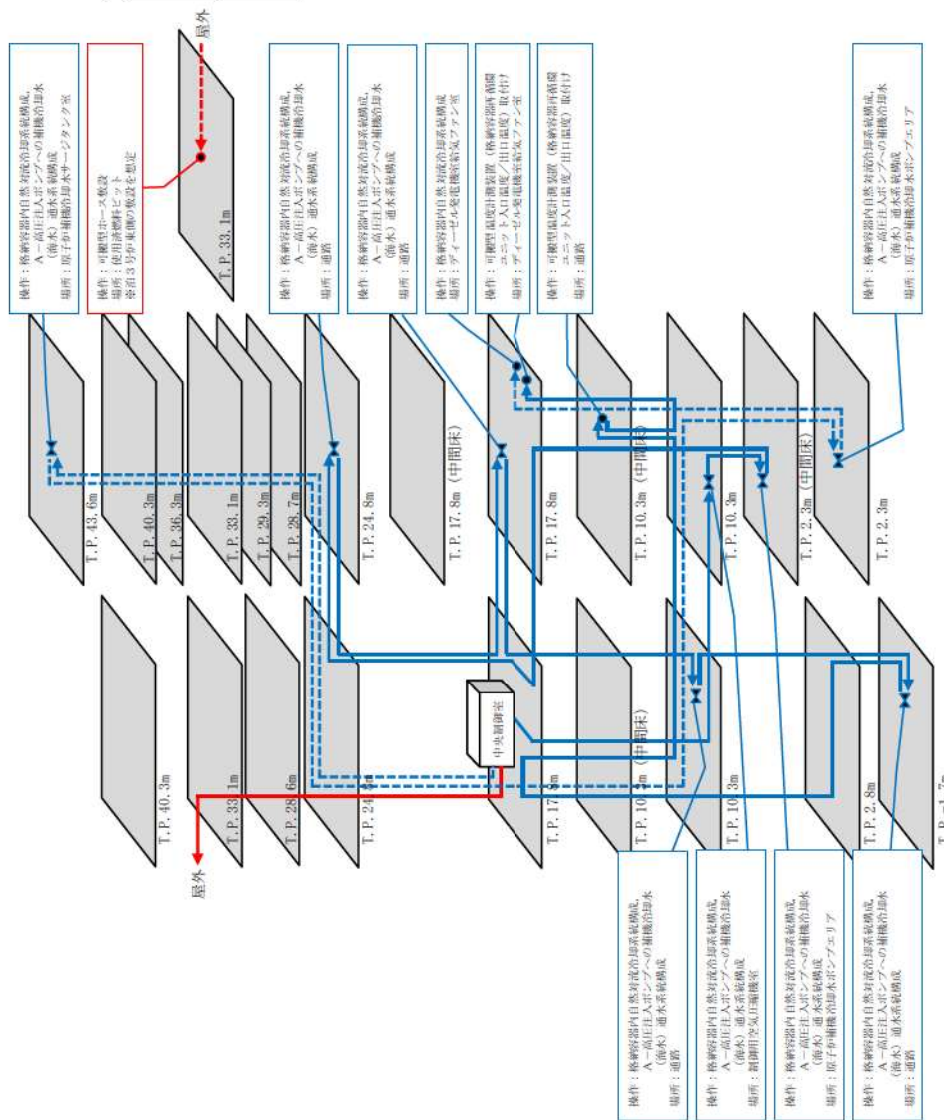 屋外
操作：格納容器内自然対流冷却系統構成，
A－高圧注入ポンプへの補機冷却水
（海水）通水系統構成
場所：原子炉補機冷却水サージタンク室
操作：可搬型ホース敷設
場所：使用済燃料ピット
※泊3号炉東側の敷設を想定
T.P. 33.1m
操作：格納容器内自然対流冷却系統構成，
A－高圧注入ポンプへの補機冷却水
（海水）通水系統構成
場所：通路
操作：格納容器内自然対流冷却系統構成，
A－高圧注入ポンプへの補機冷却水
（海水）通水系統構成
場所：通路
操作：格納容器内自然対流冷却系統構成
場所：ディーゼル発電機室給気ファン室
操作：可搬型温度計測装置（格納容器再循環
ユニット入口温度／出口温度）取付け
場所：ディーゼル発電機室給気ファン室
操作：可搬型温度計測装置（格納容器再循環
ユニット入口温度／出口温度）取付け
場所：通路
操作：格納容器内自然対流冷却系統構成，
A－高圧注入ポンプへの補機冷却水
（海水）通水系統構成
場所：原子炉補機冷却水ポンプエリア
T.P. 43.6m
T.P. 40.3m
T.P. 36.3m
T.P. 33.1m
T.P. 29.3m
T.P. 28.7m
T.P. 24.8m
T.P. 17.8m（中間床）
T.P. 17.8m
T.P. 10.3m（中間床）
T.P. 10.3m
T.P. 2.3m（中間床）
T.P. 2.3m
中央制御室
屋外
T.P. 40.3m
T.P. 33.1m
T.P. 28.6m
T.P. 24.8m
T.P. 17.8m
T.P. 10.3m（中間床）
T.P. 10.3m
T.P. 2.8m
T.P. -1.7m
操作：格納容器内自然対流冷却系統構成，
A－高圧注入ポンプへの補機冷却水
（海水）通水系統構成
場所：通路
操作：格納容器内自然対流冷却系統構成，
A－高圧注入ポンプへの補機冷却水
（海水）通水系統構成
場所：制御用空気圧縮機室
操作：格納容器内自然対流冷却系統構成，
A－高圧注入ポンプへの補機冷却水
（海水）通水系統構成
場所：原子炉補機冷却水ポンプエリア
操作：格納容器内自然対流冷却系統構成，
A－高圧注入ポンプへの補機冷却水
（海水）通水系統構成
場所：通路